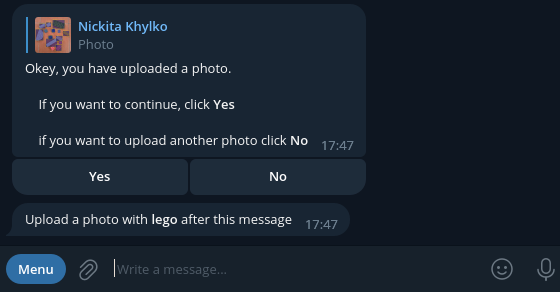 Nickita Khylko
Photo
Okey, you have uploaded a photo.
If you want to continue, click Yes
if you want to upload another photo click No 17:47
Yes No
Upload a photo with lego after this message 17:47
Menu Write a message...